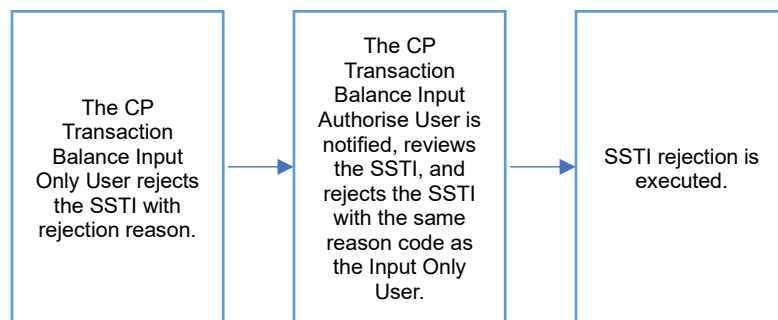 The CP
Transaction
Balance Input
Only User rejects
the SSTI with
rejection reason.
The CP
Transaction
Balance Input
Authorise User is
notified, reviews
the SSTI, and
rejects the SSTI
with the same
reason code as
the Input Only
User.
SSTI rejection is
executed.